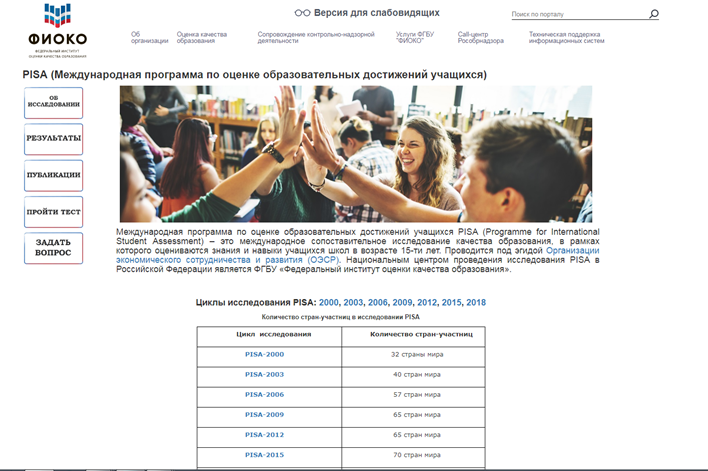 Версия для слабовидящих
Поиск по порталу
ФИОКО
ФЕДЕРАЛЬНЫЙ ИНСТИТУТ
ОЦЕНКИ КАЧЕСТВА ОБРАЗОВАНИЯ
Об
организации
Оценка качества
образования
Сопровождение контрольно-надзорной
деятельности
Услуги ФГБУ
"ФИОКО"
Call-центр
Рособрнадзора
Техническая поддержка
информационных систем
PISA (Международная программа по оценке образовательных достижений учащихся)
ОБ
ИССЛЕДОВАНИИ
РЕЗУЛЬТАТЫ
ПУБЛИКАЦИИ
ПРОЙТИ ТЕСТ
ЗАДАТЬ
ВОПРОС
Международная программа по оценке образовательных достижений учащихся PISA (Programme for International
Student Assessment) – это международное сопоставительное исследование качества образования, в рамках
которого оцениваются знания и навыки учащихся школ в возрасте 15-ти лет. Проводится под эгидой Организации
экономического сотрудничества и развития (ОЭСР). Национальным центром проведения исследования PISA в
Российской Федерации является ФГБУ «Федеральный институт оценки качества образования».
Циклы исследования PISA: 2000, 2003, 2006, 2009, 2012, 2015, 2018
Количество стран-участниц в исследовании PISA
Цикл исследования Количество стран-участниц
PISA-2000 32 страны мира
PISA-2003 40 стран мира
PISA-2006 57 стран мира
PISA-2009 65 стран мира
PISA-2012 65 стран мира
PISA-2015 70 стран мира